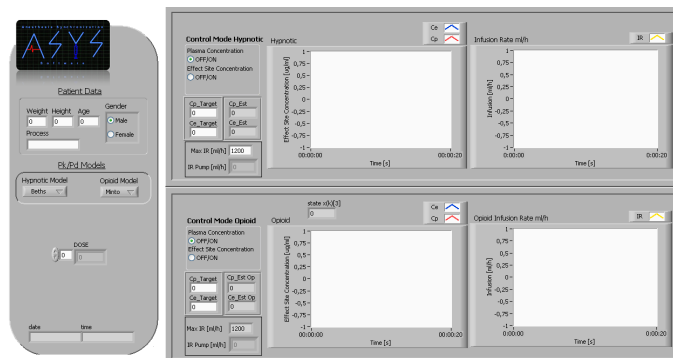 Anesthesia Synchronization
ASYS
Software
Patient Data
Weight Height Age Gender
0 0 0 Male
Process Female
Pk/Pd Models
Hypnotic Model Opioid Model
Beths Minto
DOSE
0 0
date time
Control Mode Hypnotic
Plasma Concentration
OFF/ON
Effect Site Concentration
OFF/ON
Cp_Target Cp_Est
0 0
Ce_Target Ce_Est
0 0
Max IR [ml/h] 1200
IR Pump [ml/h] 0
Hypnotic
Ce
Cp
Effect Site Concentration [ug/ml]
1
0,75
0,5
0,25
0
-0,25
-0,5
-0,75
-1
00:00:00 00:00:20
Time [s]
Infusion Rate ml/h
IR
Infusion [ml/h]
1
0,75
0,5
0,25
0
-0,25
-0,5
-0,75
-1
0:00:00 0:00:20
Time [s]
Control Mode Opioid
Plasma Concentration
OFF/ON
Effect Site Concentration
OFF/ON
Cp_Target Cp_Est Op
0 0
Ce_Target Ce_Est Op
0 0
Max IR [ml/h] 1200
IR Pump [ml/h] 0
state x(k)[3]
0
Opioid
Ce
Cp
Effect Site Concentration [ng/ml]
1
0,75
0,5
0,25
0
-0,25
-0,5
-0,75
-1
00:00:00 00:00:20
Time [s]
Opioid Infusion Rate ml/h
IR
Infusion [ml/h]
1
0,75
0,5
0,25
0
-0,25
-0,5
-0,75
-1
0:00:00 0:00:20
Time [s]